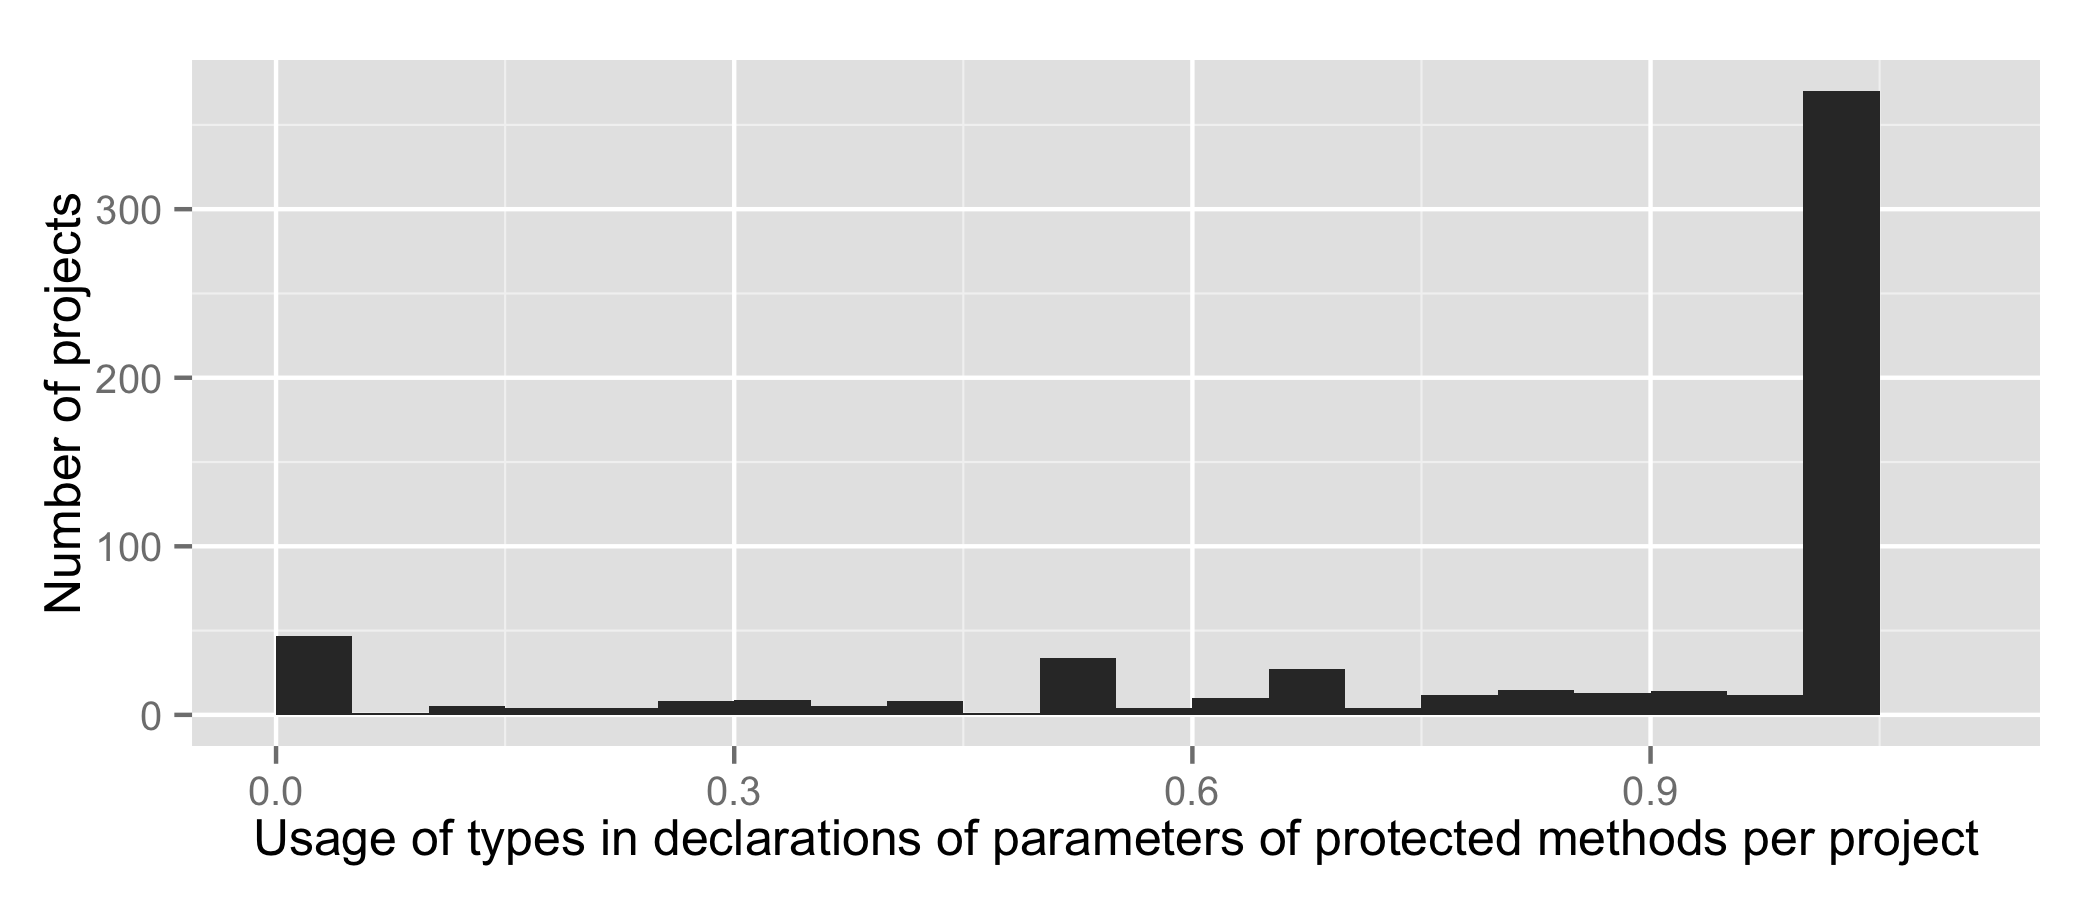 Number of projects
300
200
100
0
0.0 0.3 0.6 0.9
Usage of types in declarations of parameters of protected methods per project